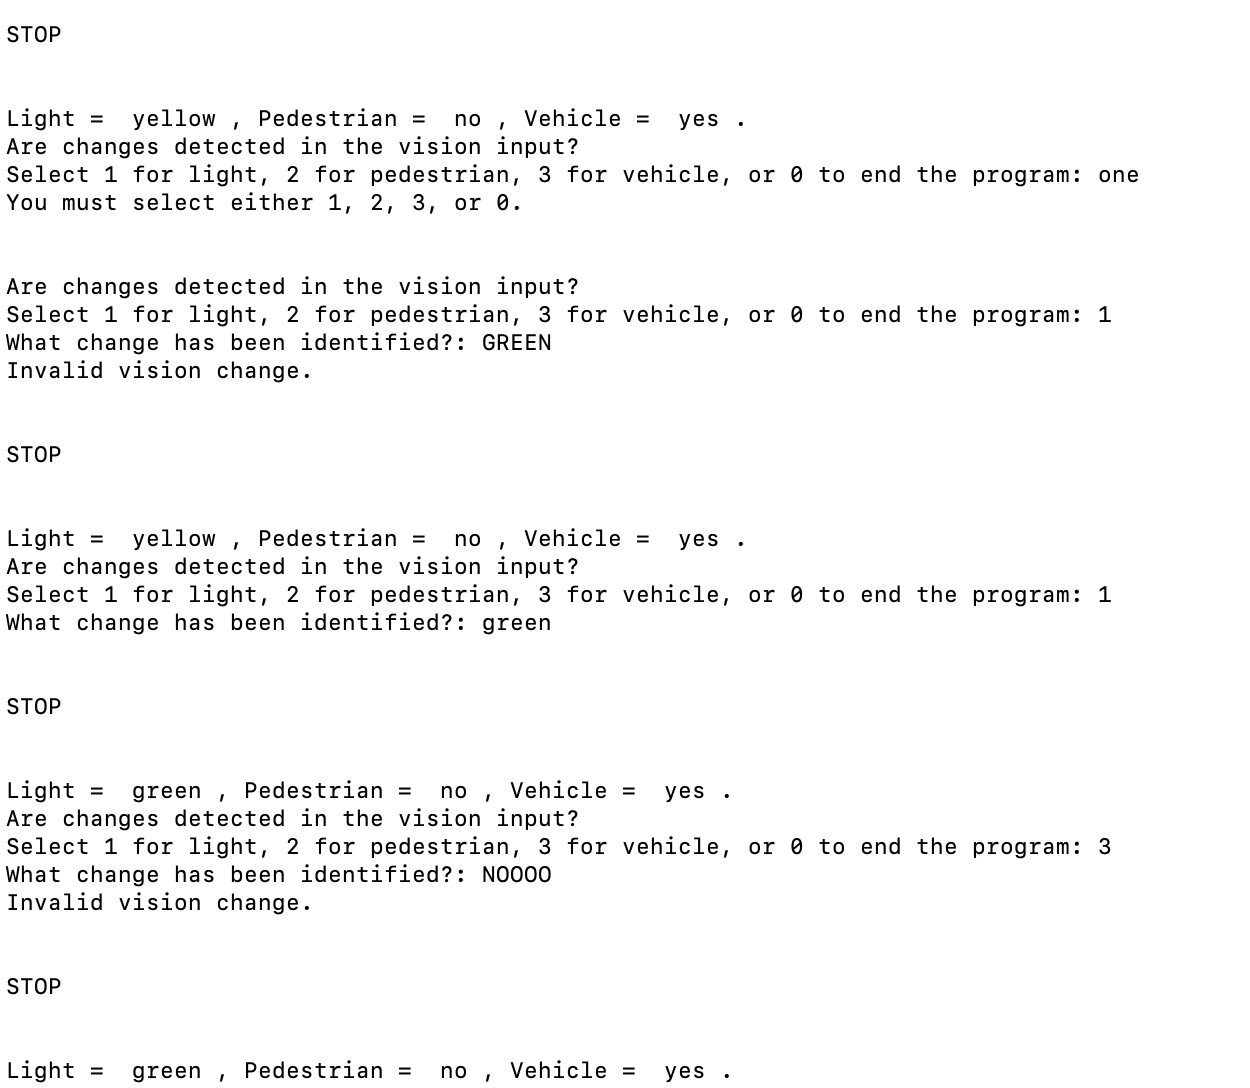 STOP
Light =  yellow , Pedestrian =  no , Vehicle =  yes .
Are changes detected in the vision input?
Select 1 for light, 2 for pedestrian, 3 for vehicle, or 0 to end the program: one
You must select either 1, 2, 3, or 0.
Are changes detected in the vision input?
Select 1 for light, 2 for pedestrian, 3 for vehicle, or 0 to end the program: 1
What change has been identified?: GREEN
Invalid vision change.
STOP
Light =  yellow , Pedestrian =  no , Vehicle =  yes .
Are changes detected in the vision input?
Select 1 for light, 2 for pedestrian, 3 for vehicle, or 0 to end the program: 1
What change has been identified?: green
STOP
Light =  green , Pedestrian =  no , Vehicle =  yes .
Are changes detected in the vision input?
Select 1 for light, 2 for pedestrian, 3 for vehicle, or 0 to end the program: 3
What change has been identified?: NOOOO
Invalid vision change.
STOP
Light =  green , Pedestrian =  no , Vehicle =  yes .